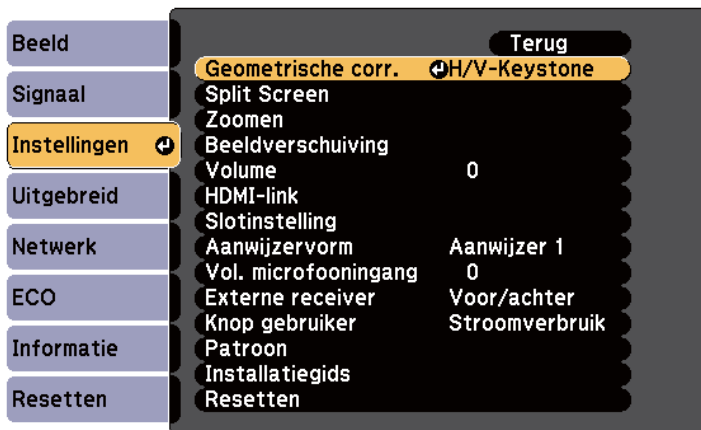 Beeld
Signaal
Instellingen
Uitgebreid
Netwerk
ECO
Informatie
Resetten
Terug
Geometrische corr. H/V-Keystone
Split Screen
Zoomen
Beeldverschuiving
Volume 0
HDMI-link
Slotinstelling
Aanwijzervorm Aanwijzer 1
Vol. microfooningang 0
Externe receiver Voor/achter
Knop gebruiker Stroomverbruik
Patroon
Installatiegids
Resetten